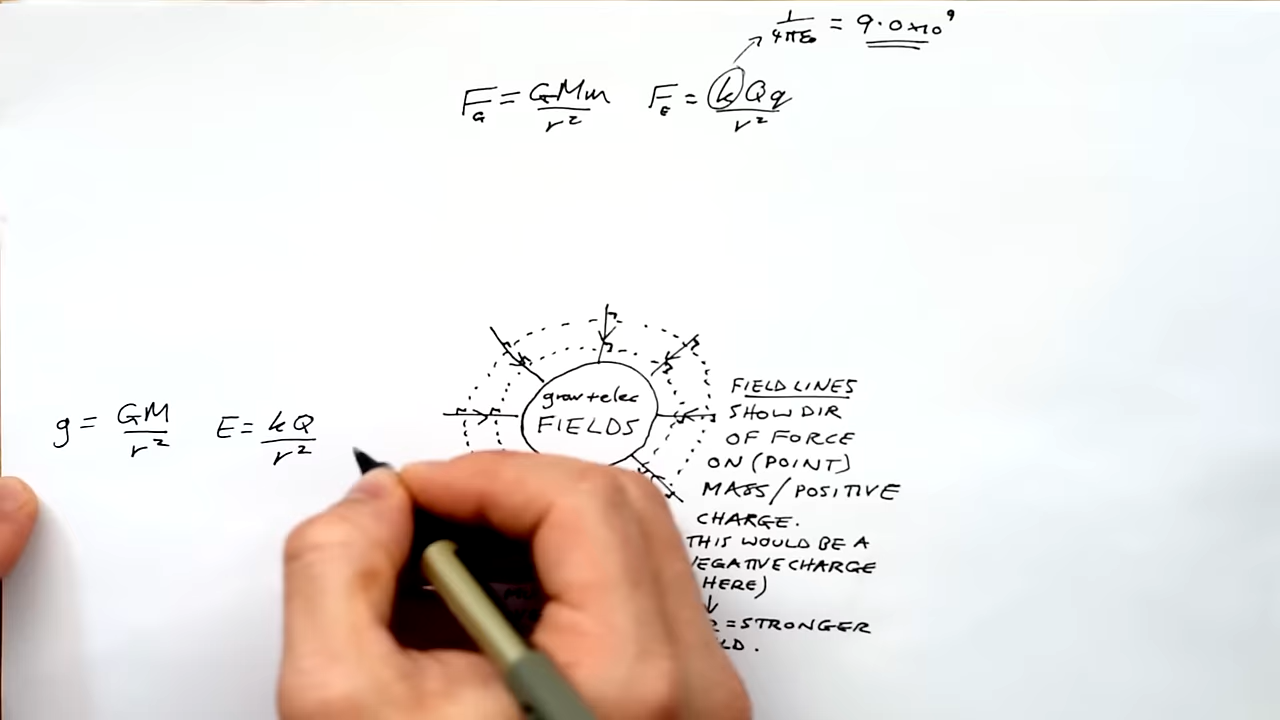 1/4πε₀ = 9.0×10⁹
F_G = GMm/r² F_E = kQq/r²
g = GM/r² E = kQ/r²
grav+elec
FIELDS
FIELD LINES
SHOW DIR
OF FORCE
ON (POINT)
MASS/POSITIVE
CHARGE.
THIS WOULD BE A
NEGATIVE CHARGE
HERE)
↓
= STRONGER